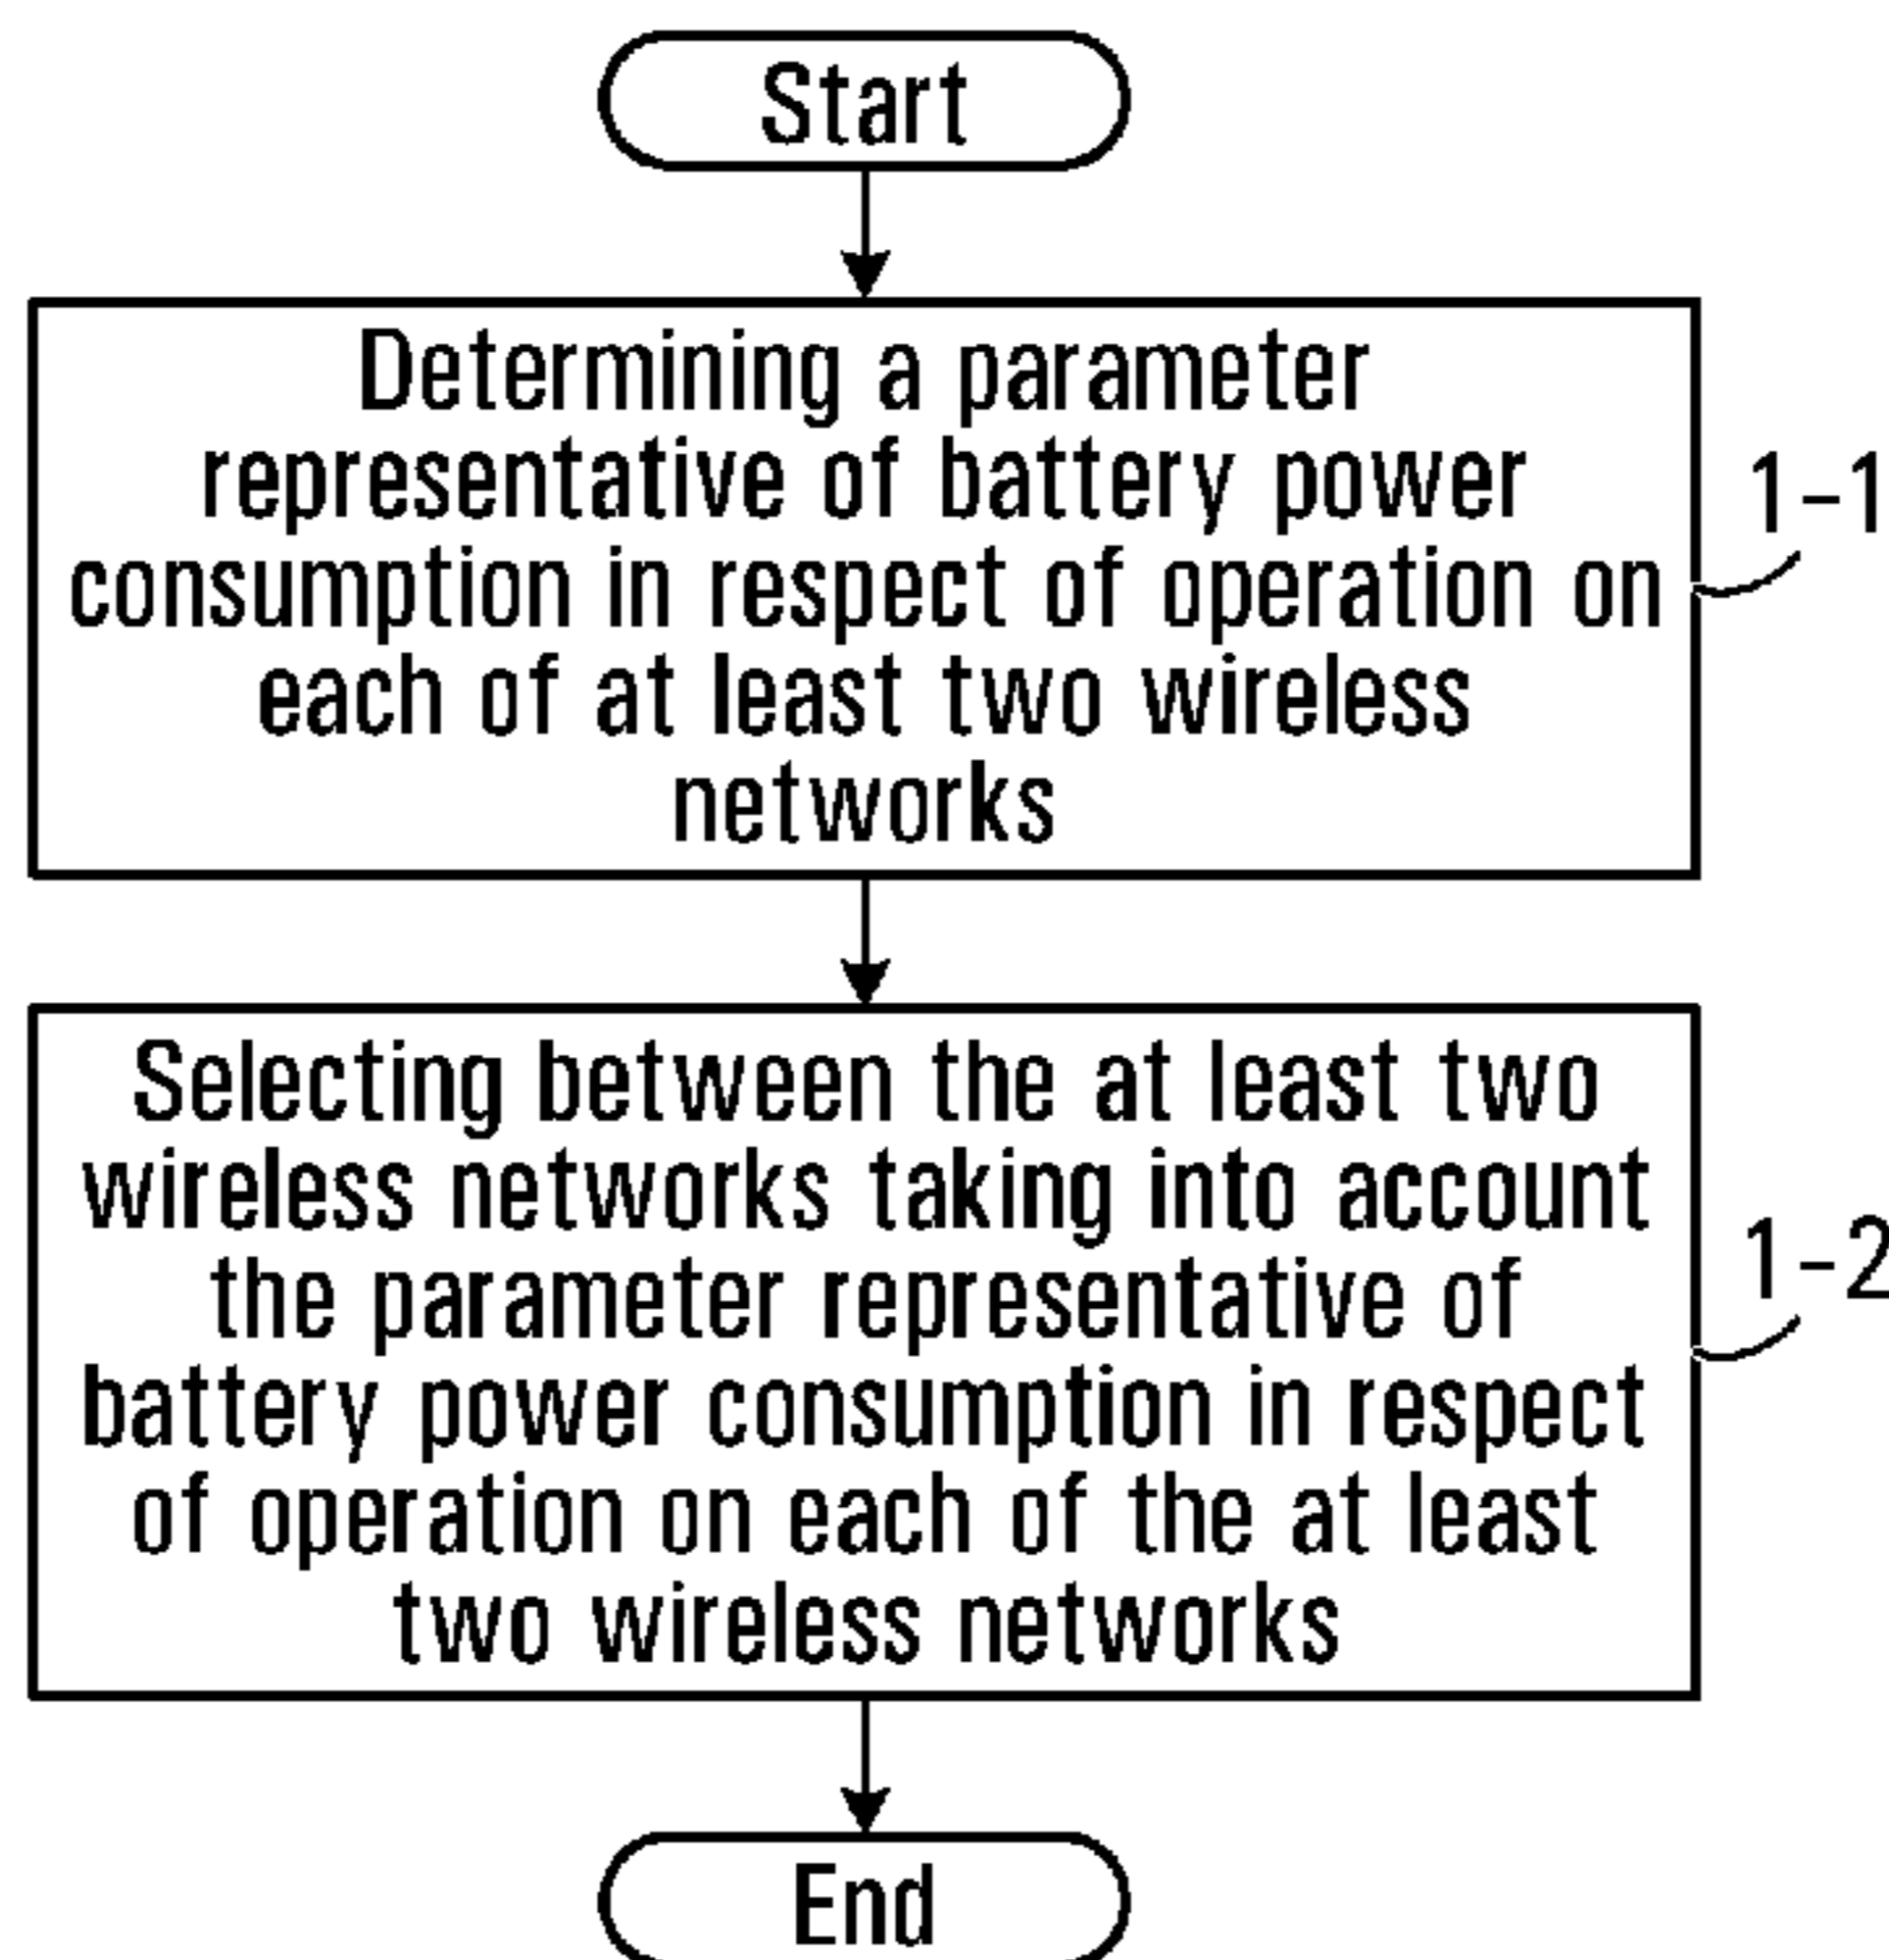 Start
Determining a parameter
representative of battery power
consumption in respect of operation on
each of at least two wireless
networks
1-1
Selecting between the at least two
wireless networks taking into account
the parameter representative of
battery power consumption in respect
of operation on each of the at least
two wireless networks
1-2
End